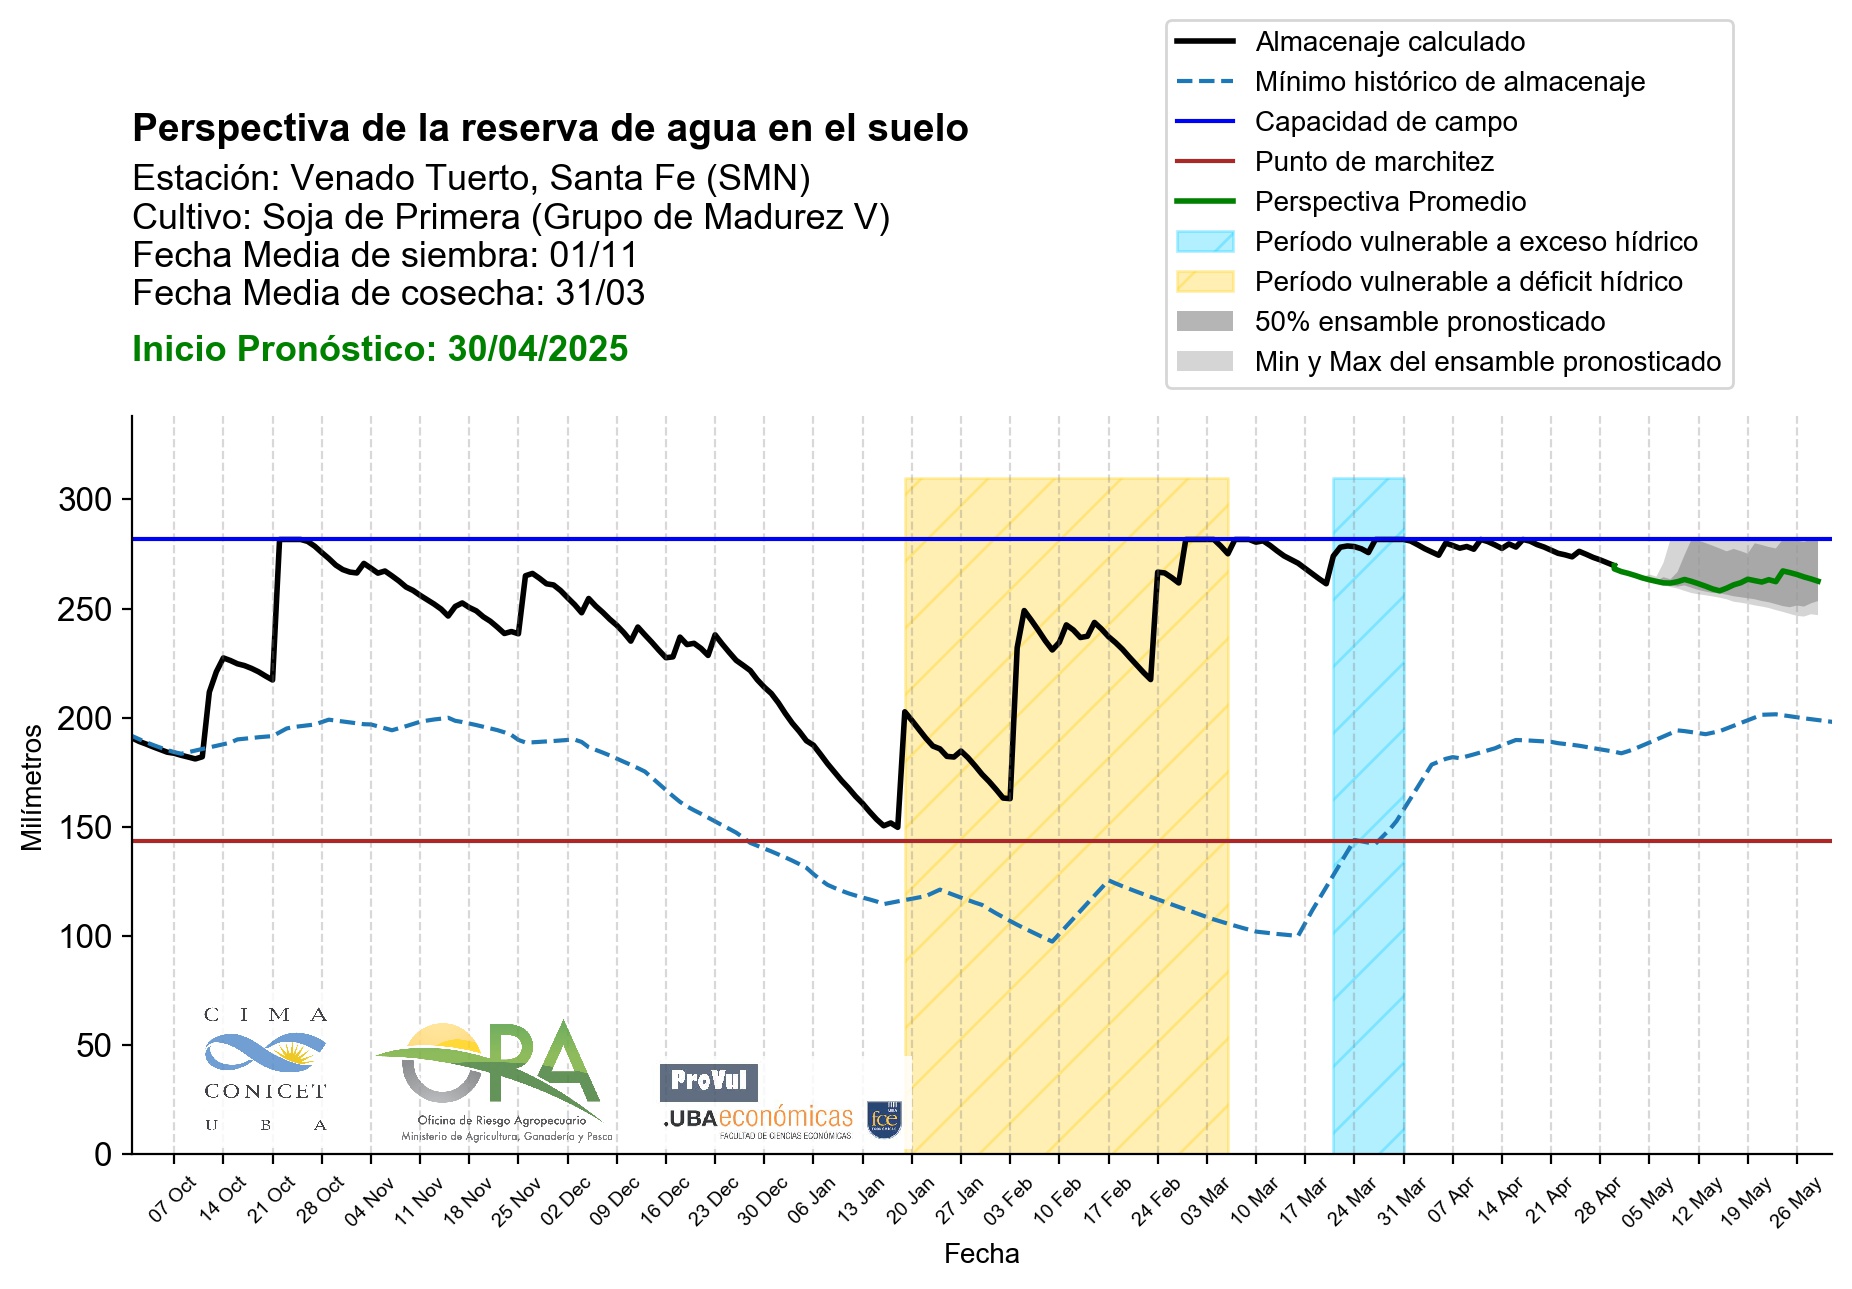 Almacenaje calculado
Mínimo histórico de almacenaje
Capacidad de campo
Punto de marchitez
Perspectiva Promedio
Período vulnerable a exceso hídrico
Período vulnerable a déficit hídrico
50% ensamble pronosticado
Min y Max del ensamble pronosticado
Perspectiva de la reserva de agua en el suelo
Estación: Venado Tuerto, Santa Fe (SMN)
Cultivo: Soja de Primera (Grupo de Madurez V)
Fecha Media de siembra: 01/11
Fecha Media de cosecha: 31/03
Inicio Pronóstico: 30/04/2025
Milímetros
300
250
200
150
100
50
0
C I M A
CONICET
U B A
ORA
Oficina de Riesgo Agropecuario
Ministerio de Agricultura, Ganadería y Pesca
ProVul
.UBAeconómicas
FACULTAD DE CIENCIAS ECONÓMICAS
UBA
fce
ECONÓMICAS
07 Oct
14 Oct
21 Oct
28 Oct
04 Nov
11 Nov
18 Nov
25 Nov
02 Dec
09 Dec
16 Dec
23 Dec
30 Dec
06 Jan
13 Jan
20 Jan
27 Jan
03 Feb
10 Feb
17 Feb
24 Feb
03 Mar
10 Mar
17 Mar
24 Mar
31 Mar
07 Apr
14 Apr
21 Apr
28 Apr
05 May
12 May
19 May
26 May
Fecha